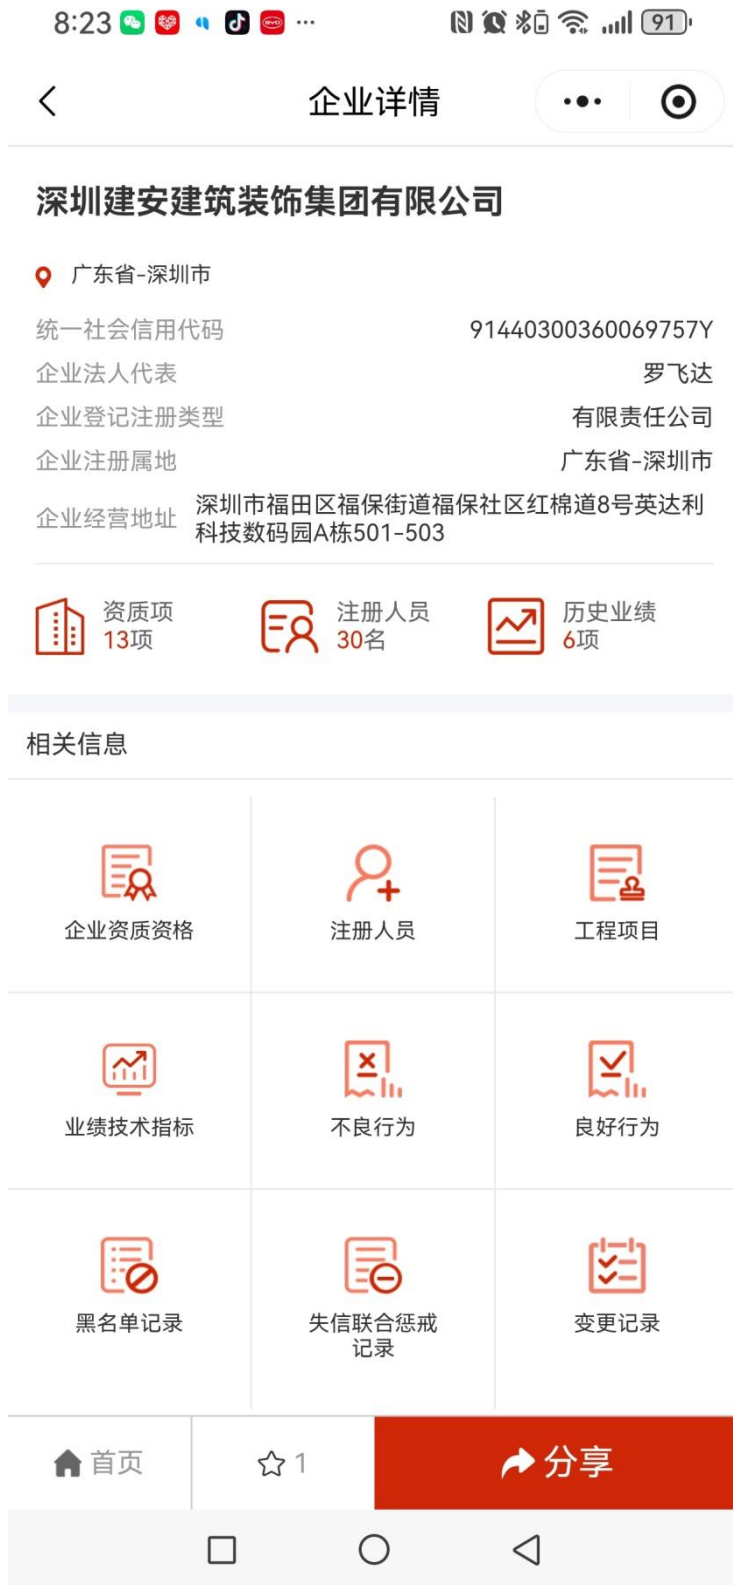 8:23
91
企业详情
深圳建安建筑装饰集团有限公司
广东省-深圳市
统一社会信用代码 91440300360069757Y
企业法人代表 罗飞达
企业登记注册类型 有限责任公司
企业注册属地 广东省-深圳市
企业经营地址 深圳市福田区福保街道福保社区红棉道8号英达利
科技数码园A栋501-503
资质项 注册人员 历史业绩
13项 30名 6项
相关信息
企业资质资格 注册人员 工程项目
业绩技术指标 不良行为 良好行为
黑名单记录 失信联合惩戒 变更记录
记录
首页 1 分享